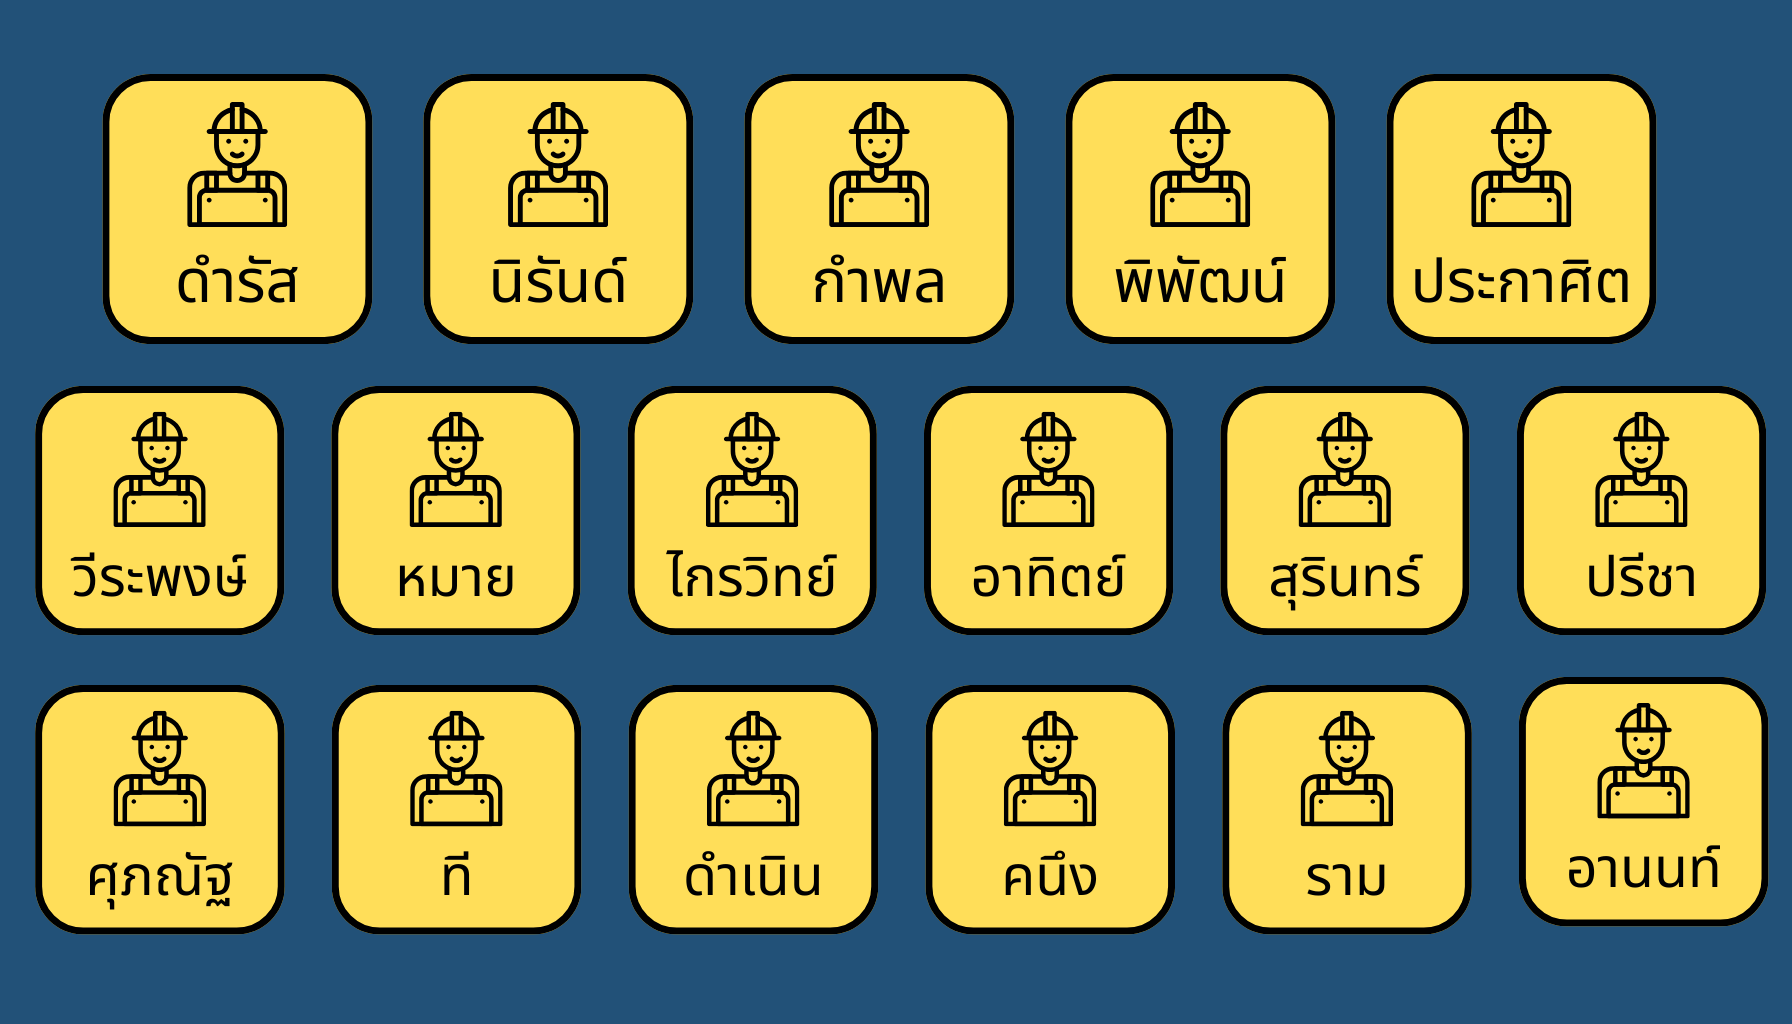 ดำรัส
นิรันด์
กำพล
พิพัฒน์
ประกาศิต
วีระพงษ์
หมาย
ไกรวิทย์
อาทิตย์
สุรินทร์
ปรีชา
ศุภณัฐ
ที
ดำเนิน
คนึง
ราม
อานนท์